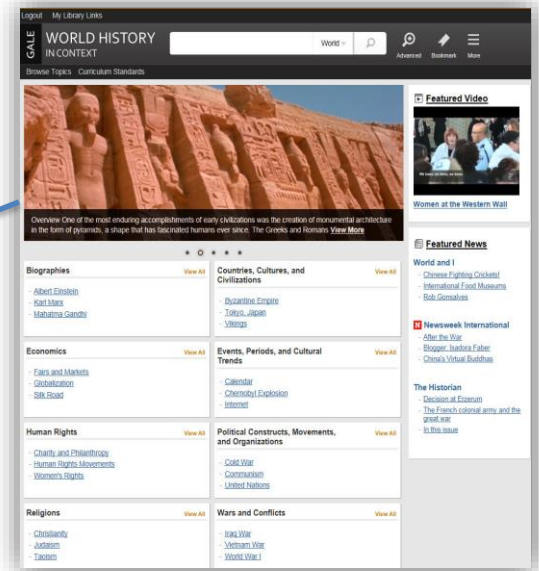 Logout My Library Links
GALE
WORLD HISTORY
IN CONTEXT
World
Advanced
Bookmark
More
Browse Topics Curriculum Standards
Overview One of the most enduring accomplishments of early civilizations was the creation of monumental architecture
in the form of pyramids, a shape that has fascinated humans ever since. The Greeks and Romans View More
Biographies View All
Albert Einstein
Karl Marx
Mahatma Gandhi
Countries, Cultures, and
Civilizations View All
Byzantine Empire
Tokyo, Japan
Vikings
Economics View All
Fairs and Markets
Globalization
Silk Road
Events, Periods, and Cultural
Trends View All
Calendar
Chernobyl Explosion
Internet
Human Rights View All
Charity and Philanthropy
Human Rights Movements
Women's Rights
Political Constructs, Movements,
and Organizations View All
Cold War
Communism
United Nations
Religions View All
Christianity
Judaism
Taoism
Wars and Conflicts View All
Iraq War
Vietnam War
World War I
Featured Video
Women at the Western Wall
Featured News
World and I
Chinese Fighting Crickets!
International Food Museums
Rob Gonsalves
N Newsweek International
After the War
Blogger: Isadora Faber
China's Virtual Buddhas
The Historian
Decision at Erzerum
The French colonial army and the
great war
In this issue